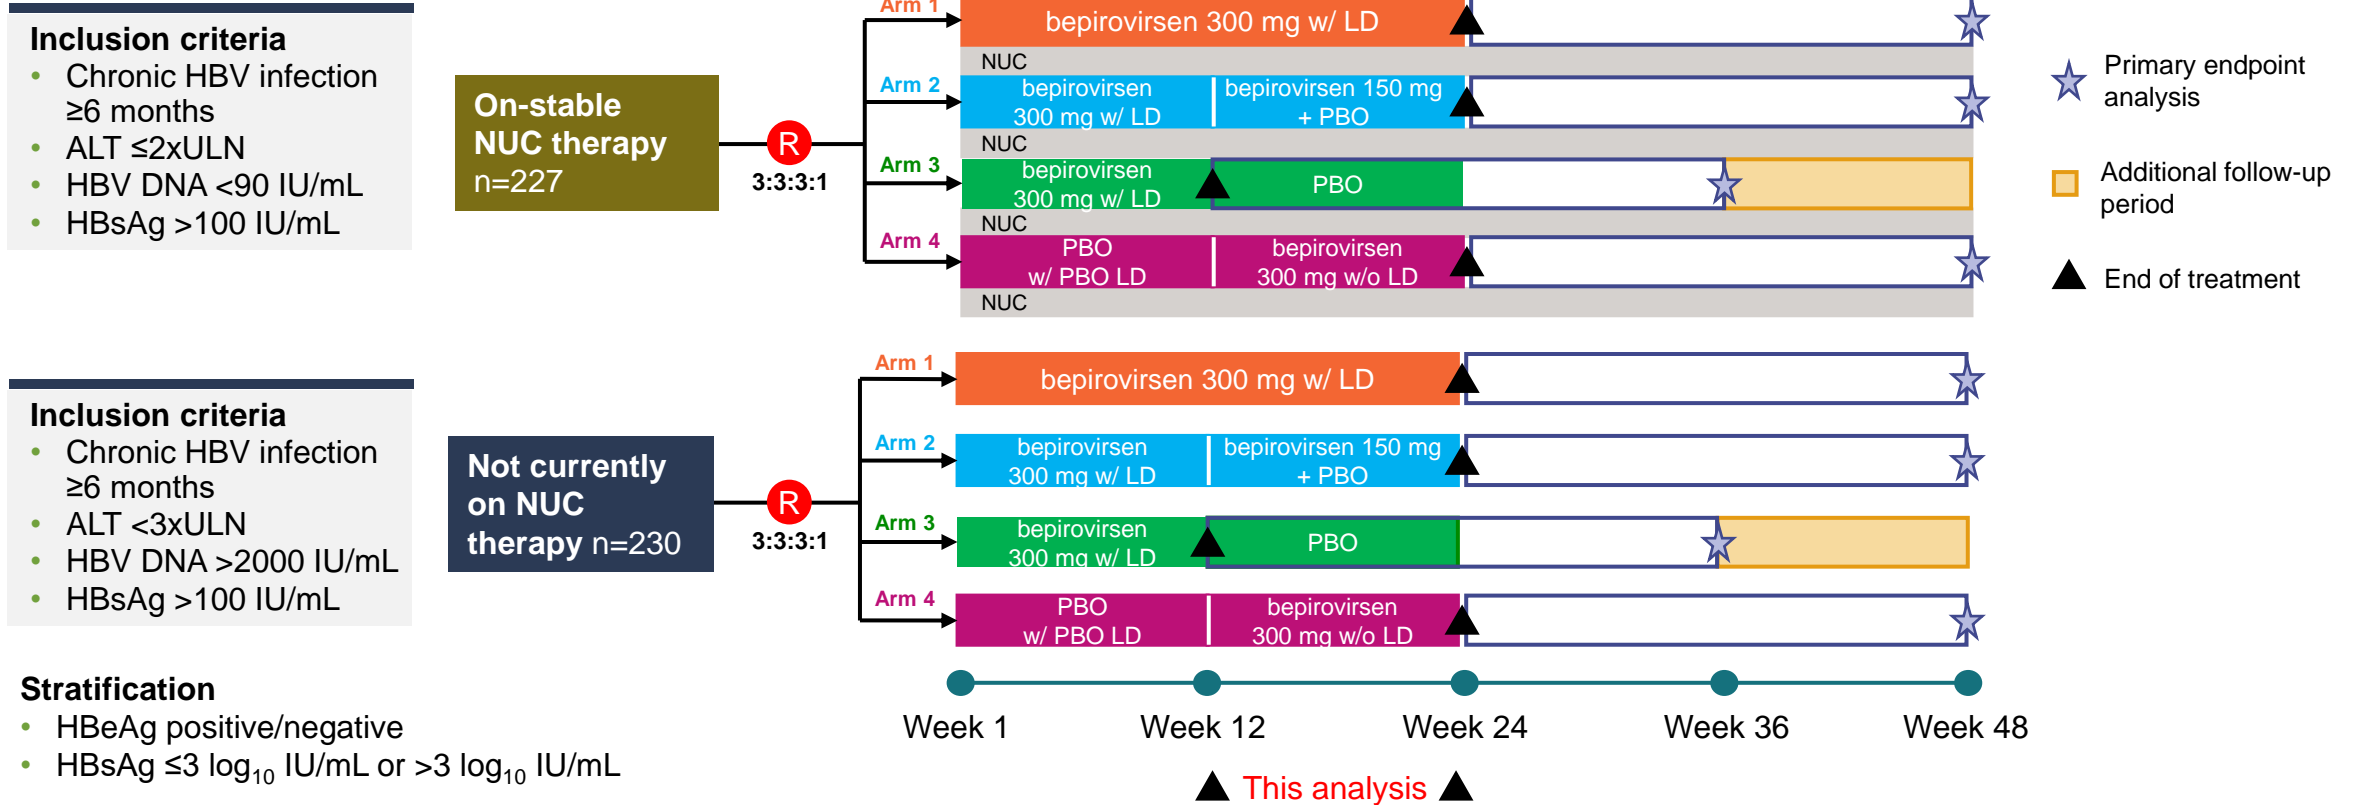 Inclusion criteria
• Chronic HBV infection
≥6 months
• ALT ≤2xULN
• HBV DNA <90 IU/mL
• HBsAg >100 IU/mL
On-stable
NUC therapy
n=227
R
3:3:3:1
Arm 1
bepirovirsen 300 mg w/ LD
NUC
Arm 2
bepirovirsen
300 mg w/ LD
bepirovirsen 150 mg
+ PBO
NUC
Arm 3
bepirovirsen
300 mg w/ LD
PBO
NUC
Arm 4
PBO
w/ PBO LD
bepirovirsen
300 mg w/o LD
NUC
Primary endpoint
analysis
Additional follow-up
period
End of treatment
Inclusion criteria
• Chronic HBV infection
≥6 months
• ALT <3xULN
• HBV DNA >2000 IU/mL
• HBsAg >100 IU/mL
Not currently
on NUC
therapy n=230
R
3:3:3:1
Arm 1
bepirovirsen 300 mg w/ LD
Arm 2
bepirovirsen
300 mg w/ LD
bepirovirsen 150 mg
+ PBO
Arm 3
bepirovirsen
300 mg w/ LD
PBO
Arm 4
PBO
w/ PBO LD
bepirovirsen
300 mg w/o LD
Stratification
• HBeAg positive/negative
• HBsAg ≤3 log₁₀ IU/mL or >3 log₁₀ IU/mL
Week 1
Week 12
Week 24
Week 36
Week 48
This analysis